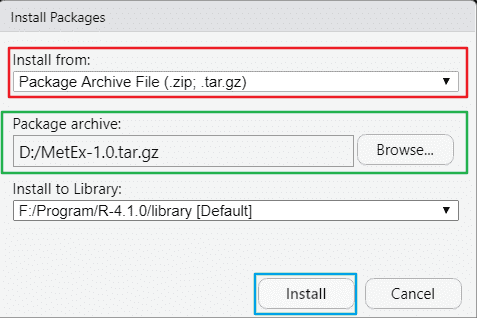 Install Packages
Install from:
Package Archive File (.zip; .tar.gz)
Package archive:
D:/MetEx-1.0.tar.gz
Browse...
Install to Library:
F:/Program/R-4.1.0/library [Default]
Install
Cancel